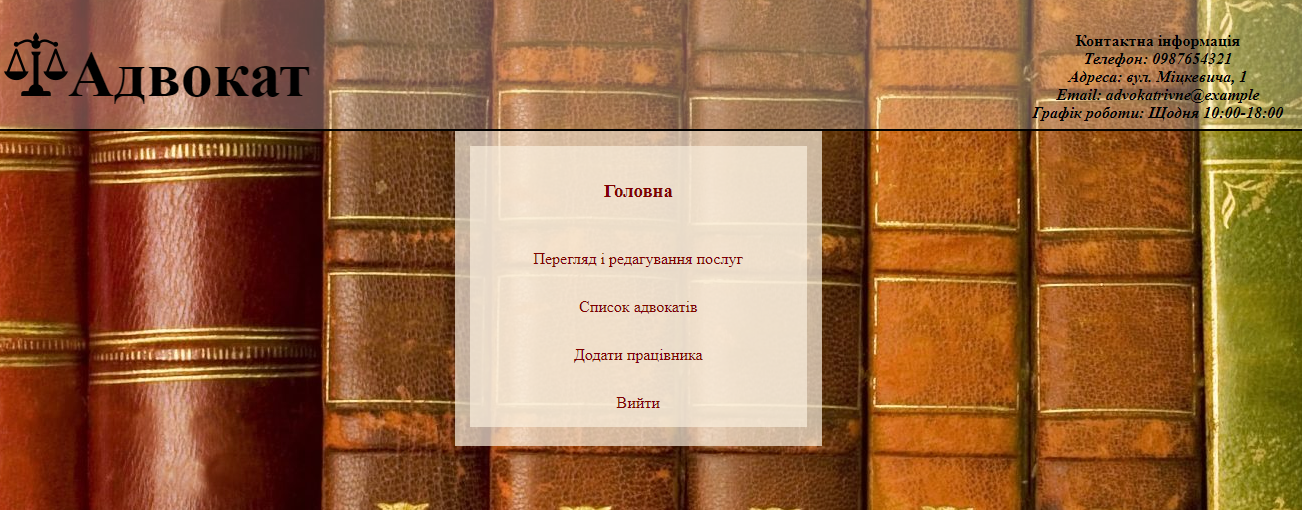 Адвокат
Контактна інформація
Телефон: 0987654321
Адреса: вул. Міцкевича, 1
Email: advokatrivne@example
Графік роботи: Щодня 10:00-18:00
Головна
Перегляд і редагування послуг
Список адвокатів
Додати працівника
Вийти